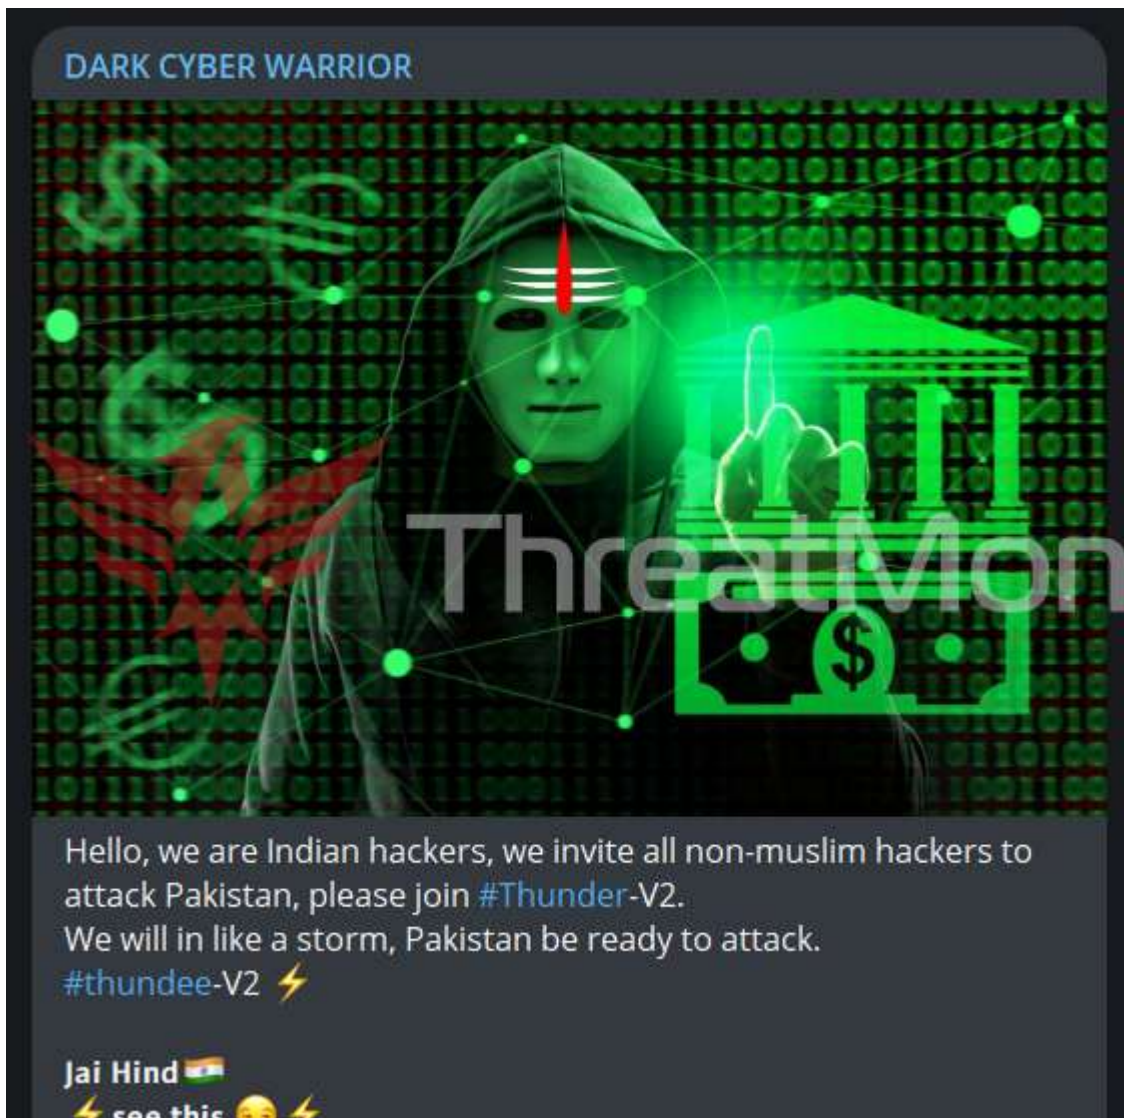 DARK CYBER WARRIOR
ThreatMon
Hello, we are Indian hackers, we invite all non-muslim hackers to
attack Pakistan, please join #Thunder-V2.
We will in like a storm, Pakistan be ready to attack.
#thundee-V2 ⚡
Jai Hind🇮🇳
⚡ see this 😏 ⚡